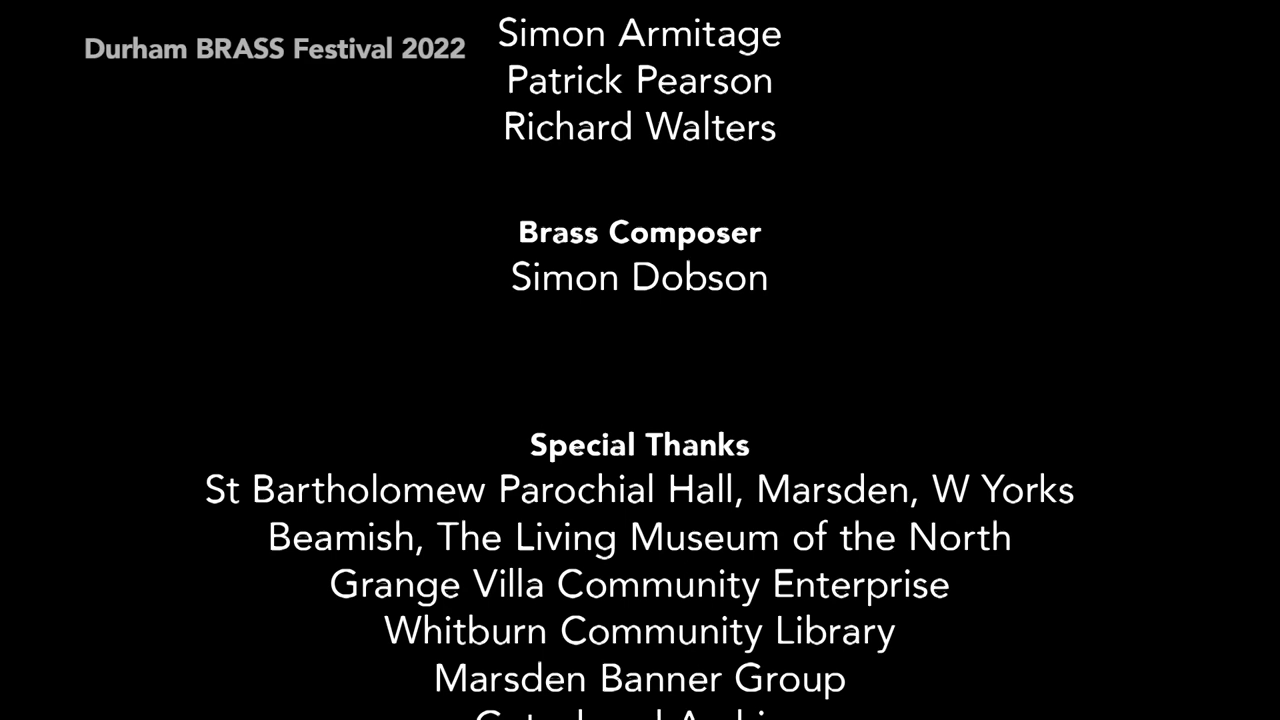 Durham BRASS Festival 2022
Simon Armitage
Patrick Pearson
Richard Walters
Brass Composer
Simon Dobson
Special Thanks
St Bartholomew Parochial Hall, Marsden, W Yorks
Beamish, The Living Museum of the North
Grange Villa Community Enterprise
Whitburn Community Library
Marsden Banner Group